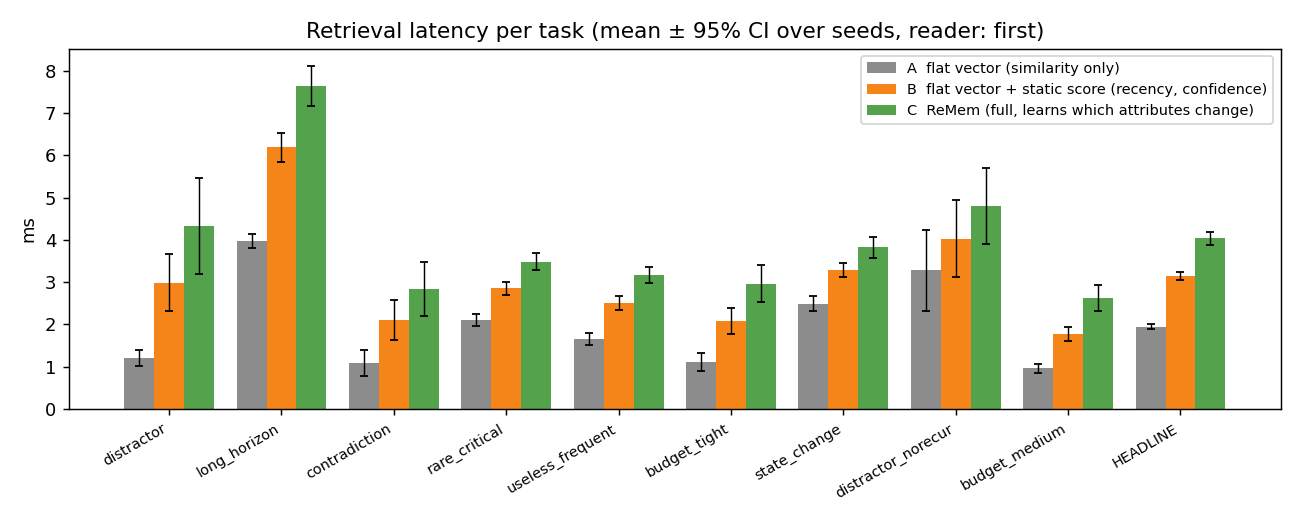 Retrieval latency per task (mean ± 95% CI over seeds, reader: first)
A  flat vector (similarity only)
B  flat vector + static score (recency, confidence)
C  ReMem (full, learns which attributes change)
ms
8
7
6
5
4
3
2
1
0
distractor
long_horizon
contradiction
rare_critical
useless_frequent
budget_tight
state_change
distractor_norecur
budget_medium
HEADLINE